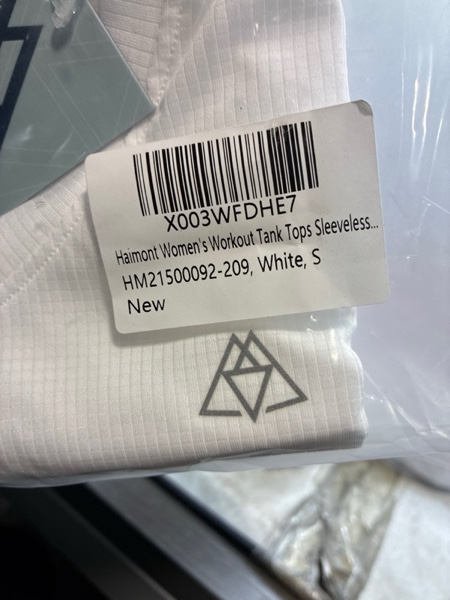 X003WFDHE7
Haimont Women's Workout Tank Tops Sleeveless...
HM21500092-209, White, S
New